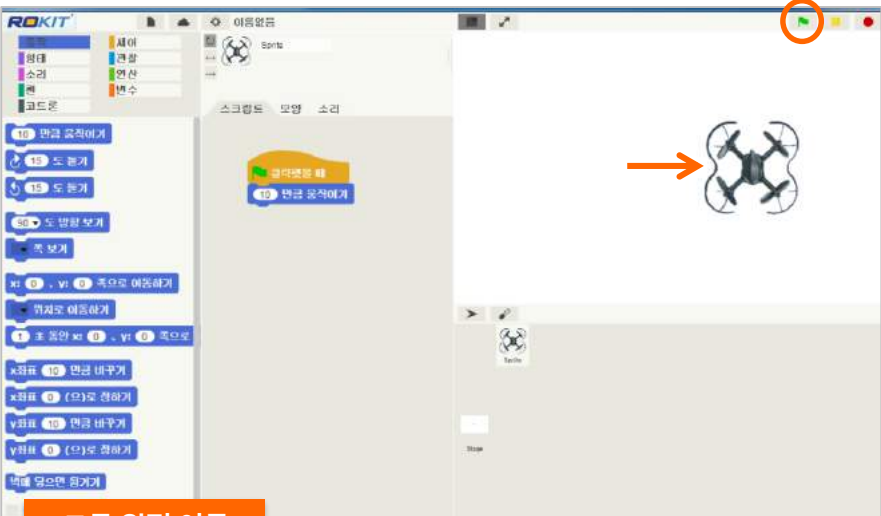 ROKIT
이름없음
동작
제어
형태
관찰
소리
연산
펜
변수
코드론
Sprite
스크립트 모양 소리
10 만큼 움직이기
15 도 돌기
15 도 돌기
90 도 방향 보기
쪽 보기
x: 0 , y: 0 쪽으로 이동하기
위치로 이동하기
1 초 동안 x: 0 , y: 0 쪽으로
x좌표 10 만큼 바꾸기
x좌표 0 (으)로 정하기
y좌표 10 만큼 바꾸기
y좌표 0 (으)로 정하기
벽에 닿으면 튕기기
클릭했을 때
10 만큼 움직이기
Sprite
Stage